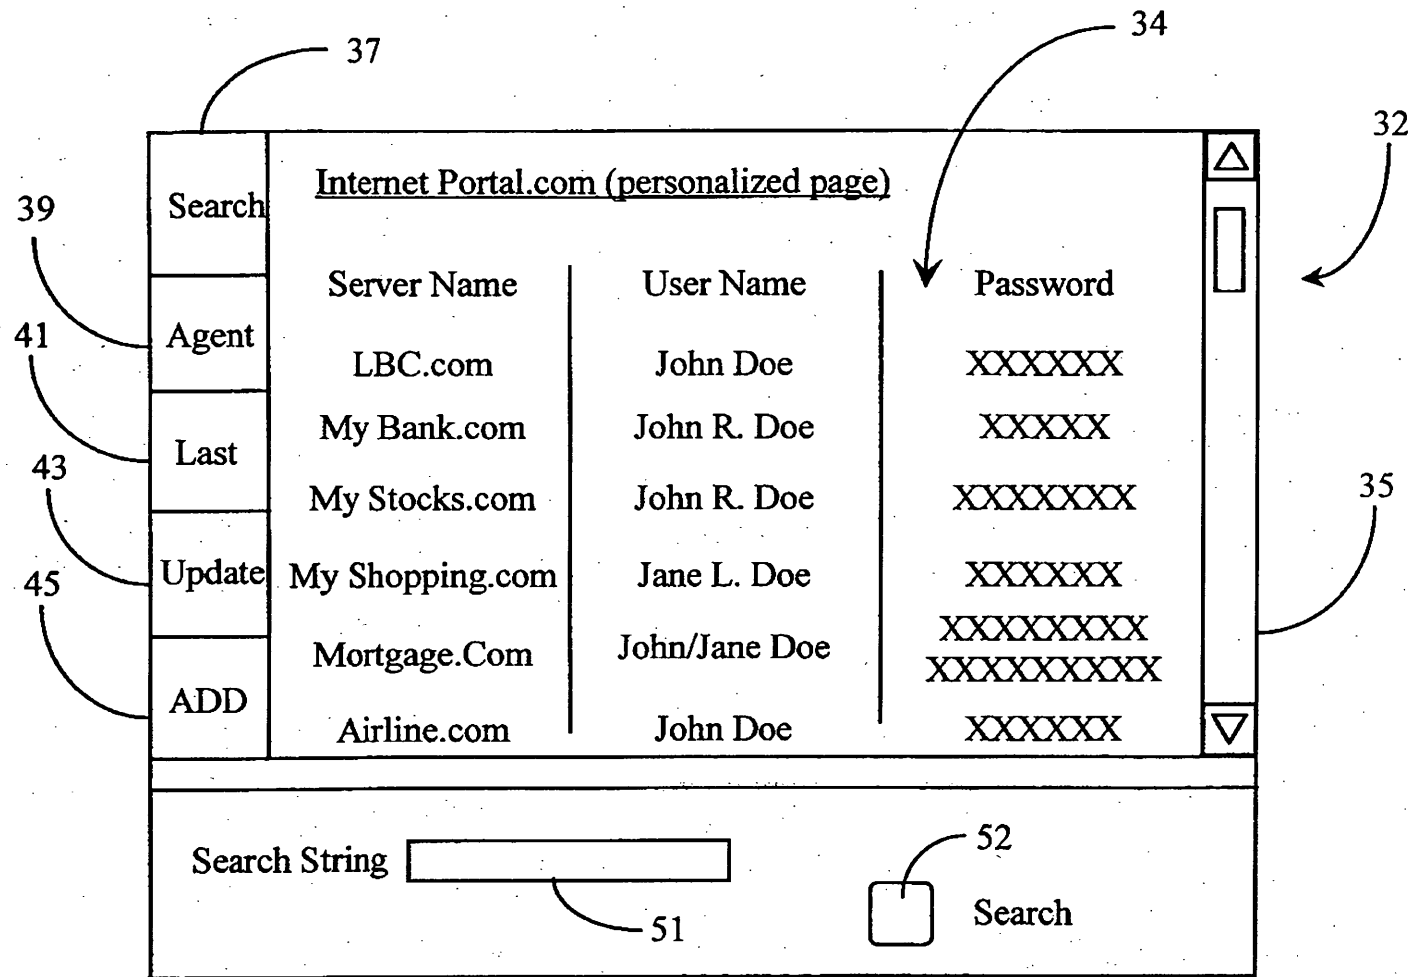 37
34
32
Internet Portal.com (personalized page)
Search
39
Server Name User Name Password
Agent
41
LBC.com John Doe XXXXXX
My Bank.com John R. Doe XXXXX
Last
43
My Stocks.com John R. Doe XXXXXXX
35
Update
My Shopping.com Jane L. Doe XXXXXX
45
Mortgage.Com John/Jane Doe XXXXXXXX
XXXXXXXXX
ADD
Airline.com John Doe XXXXXX
Search String
52
51
Search